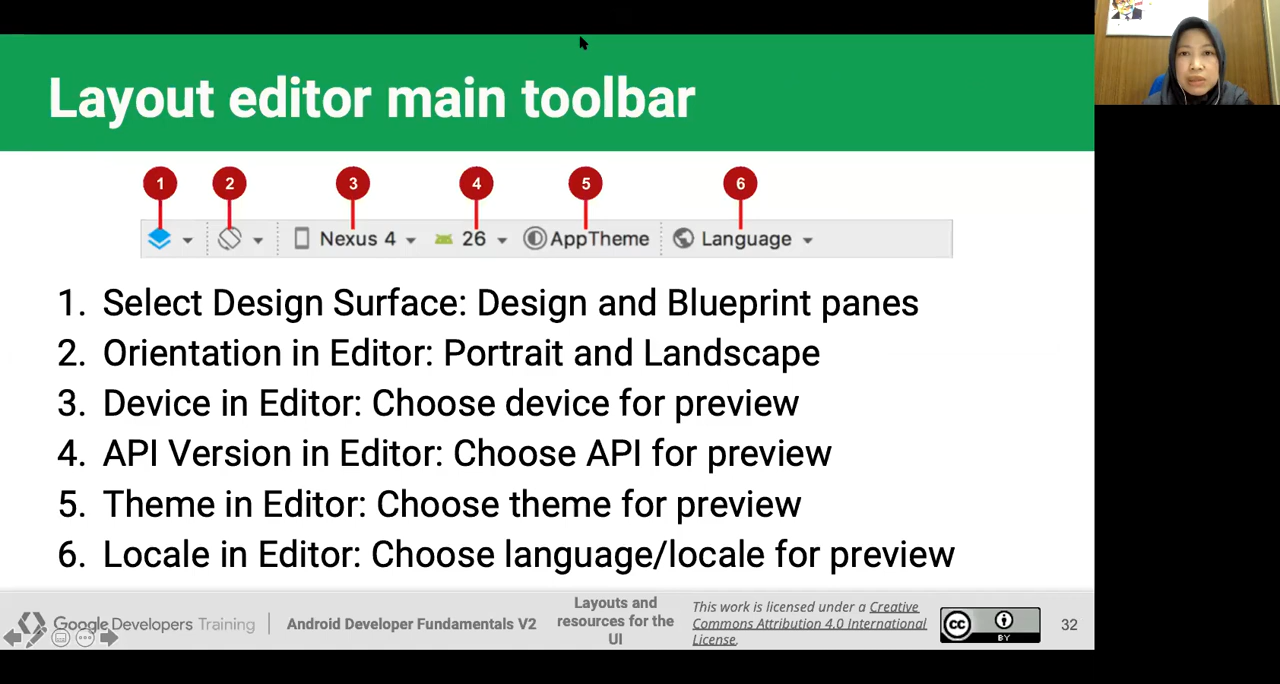 Layout editor main toolbar
1 2 3 4 5 6
Nexus 4 26 AppTheme Language
1. Select Design Surface: Design and Blueprint panes
2. Orientation in Editor: Portrait and Landscape
3. Device in Editor: Choose device for preview
4. API Version in Editor: Choose API for preview
5. Theme in Editor: Choose theme for preview
6. Locale in Editor: Choose language/locale for preview
Google Developers Training
Android Developer Fundamentals V2
Layouts and
resources for the
UI
This work is licensed under a Creative
Commons Attribution 4.0 International
License.
cc
BY
32